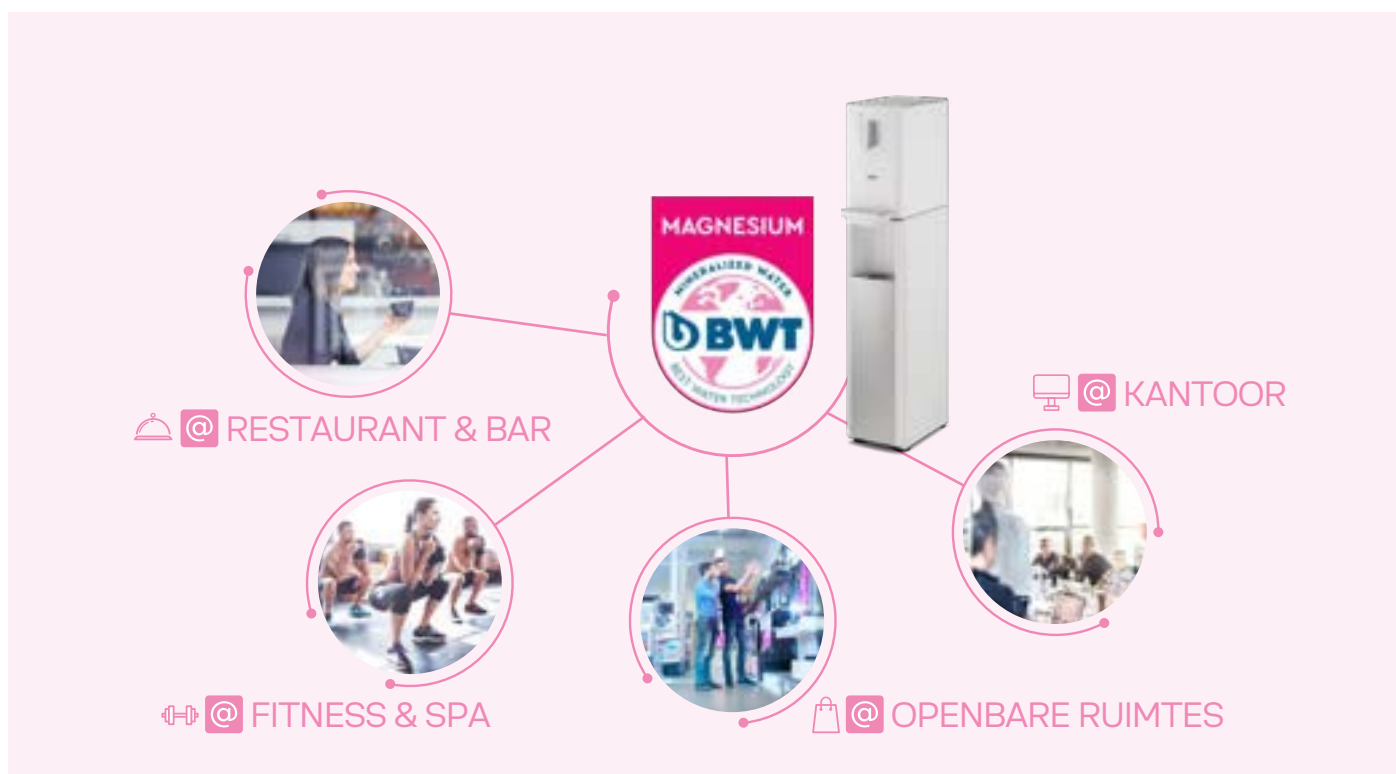 MAGNESIUM
MINERALIZED WATER
BWT
BEST WATER TECHNOLOGY
@ KANTOOR
@ RESTAURANT & BAR
@ FITNESS & SPA
@ OPENBARE RUIMTES